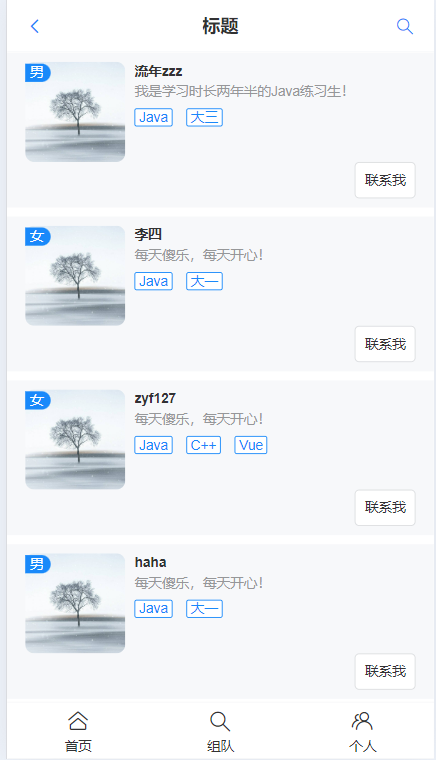 标题
男
流年zzz
我是学习时长两年半的Java练习生！
Java 大三
联系我
女
李四
每天傻乐，每天开心！
Java 大一
联系我
女
zyf127
每天傻乐，每天开心！
Java C++ Vue
联系我
男
haha
每天傻乐，每天开心！
Java 大一
联系我
首页 组队 个人